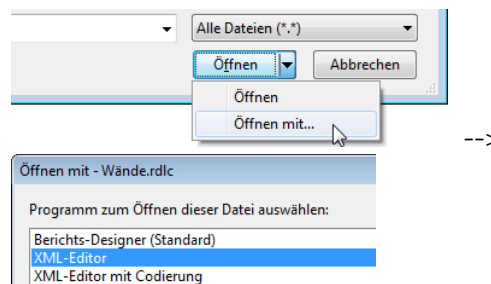 Alle Dateien (*.*)
Öffnen
Abbrechen
Öffnen
Öffnen mit...
-->
Öffnen mit - Wände.rdlc
Programm zum Öffnen dieser Datei auswählen:
Berichts-Designer (Standard)
XML-Editor
XML-Editor mit Codierung